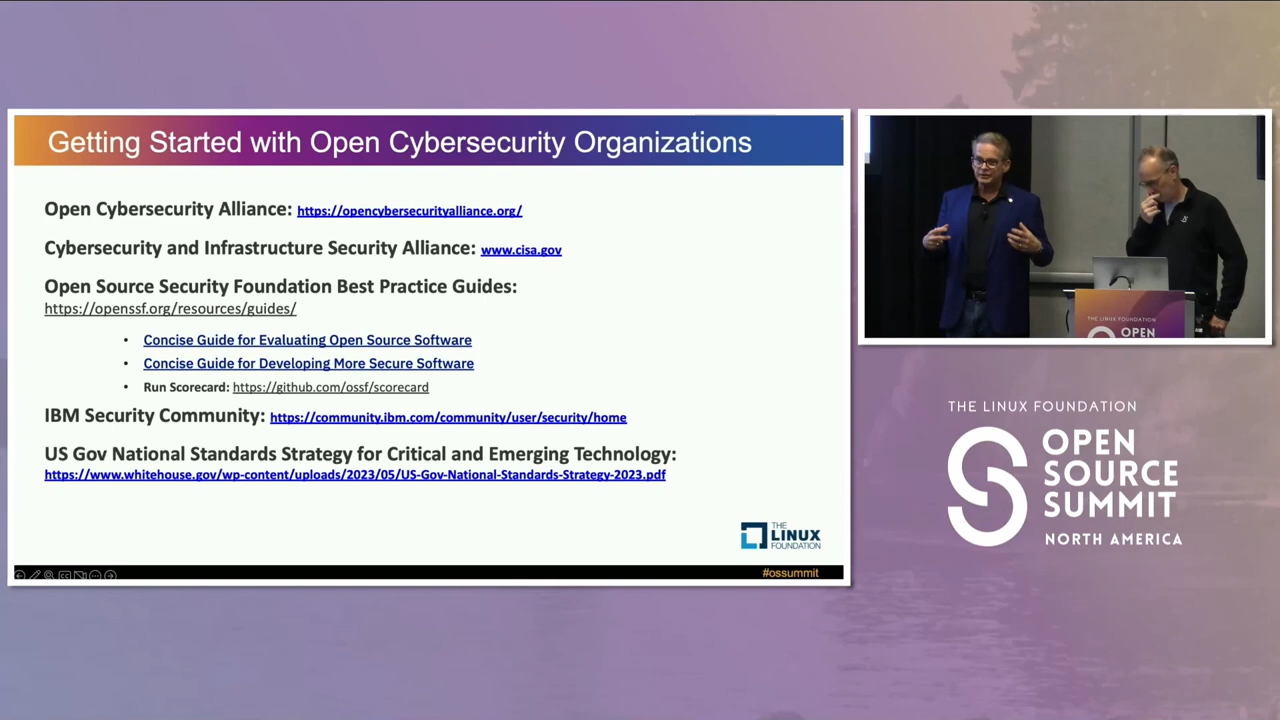 Getting Started with Open Cybersecurity Organizations
Open Cybersecurity Alliance: https://opencybersecurityalliance.org/
Cybersecurity and Infrastructure Security Alliance: www.cisa.gov
Open Source Security Foundation Best Practice Guides:
https://openssf.org/resources/guides/
• Concise Guide for Evaluating Open Source Software
• Concise Guide for Developing More Secure Software
• Run Scorecard: https://github.com/ossf/scorecard
IBM Security Community: https://community.ibm.com/community/user/security/home
US Gov National Standards Strategy for Critical and Emerging Technology:
https://www.whitehouse.gov/wp-content/uploads/2023/05/US-Gov-National-Standards-Strategy-2023.pdf
THE
LINUX
FOUNDATION
#ossummit
THE LINUX FOUNDATION
OPEN
THE LINUX FOUNDATION
OPEN
SOURCE
SUMMIT
NORTH AMERICA